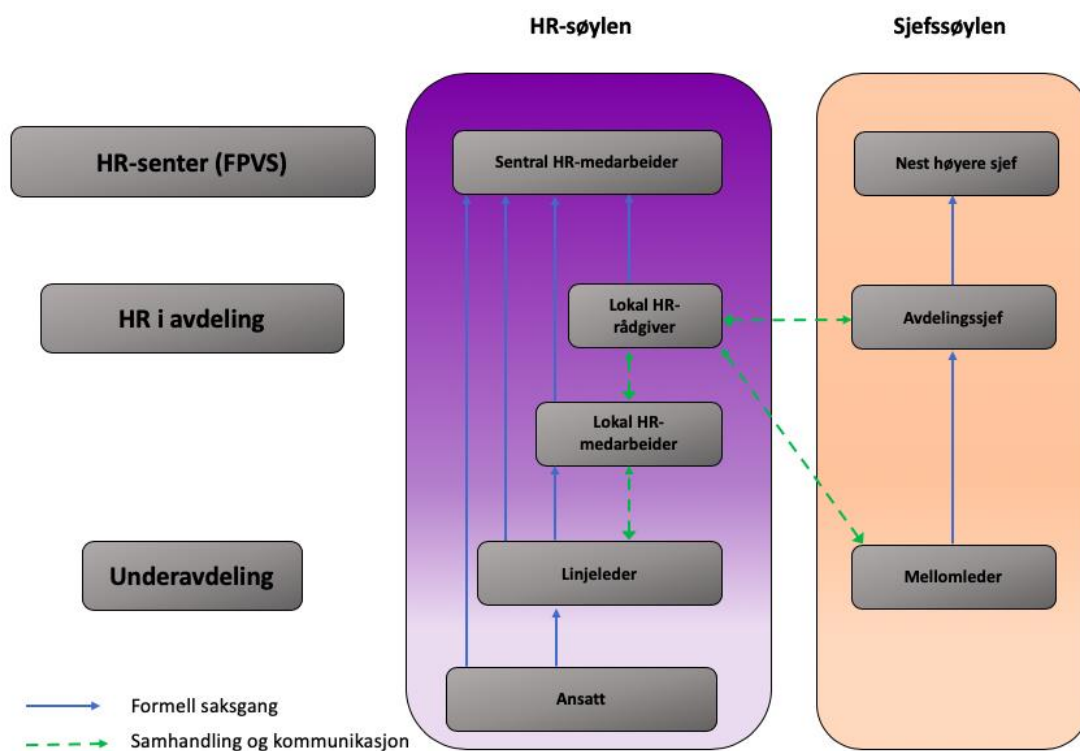 HR-søylen
Sjefssøylen
HR-senter (FPVS)
Sentral HR-medarbeider
Nest høyere sjef
HR i avdeling
Lokal HR-
rådgiver
Avdelingssjef
Lokal HR-
medarbeider
Underavdeling
Linjeleder
Mellomleder
Ansatt
Formell saksgang
Samhandling og kommunikasjon